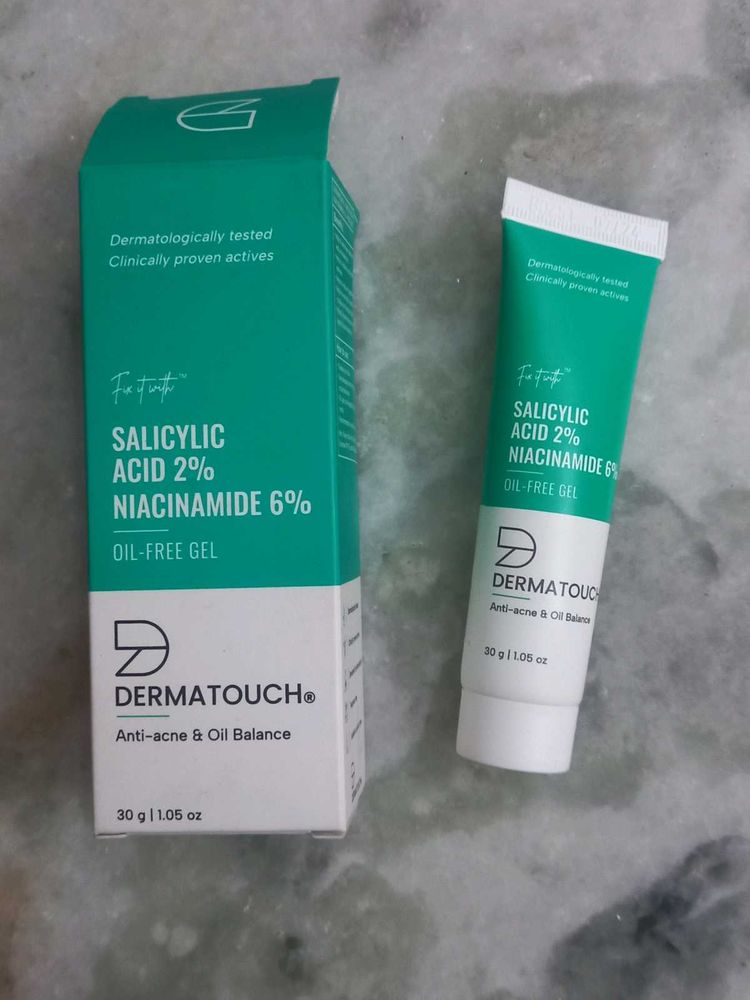 Dermatologically tested
Clinically proven actives
Fix it with™
SALICYLIC
ACID 2%
NIACINAMIDE 6%
OIL-FREE GEL
DERMATOUCH®
Anti-acne & Oil Balance
30 g | 1.05 oz
Dermatologically tested
Clinically proven actives
Fix it with™
SALICYLIC
ACID 2%
NIACINAMIDE 6%
OIL-FREE GEL
DERMATOUCH
Anti-acne & Oil Balance
30 g | 1.05 oz